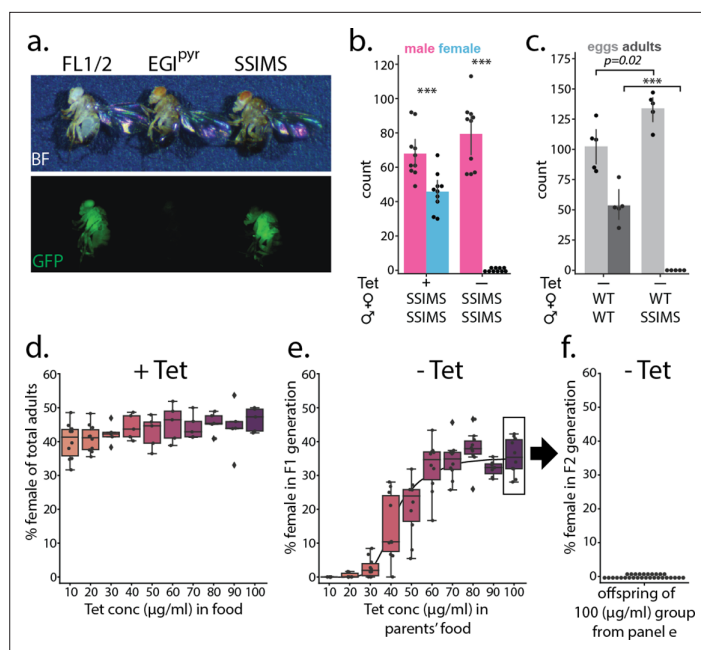 a.
FL1/2 EGI^pyr SSIMS
BF
GFP
b.
male female
***
***
count
120
100
80
60
40
20
0
Tet + −
♀ SSIMS SSIMS
♂ SSIMS SSIMS
c.
eggs adults
p=0.02
***
count
175
150
125
100
75
50
25
0
− −
WT WT
WT SSIMS
d.
+ Tet
% female of total adults
60
50
40
30
20
10
0
10 20 30 40 50 60 70 80 90 100
Tet conc (μg/ml) in food
e.
- Tet
% female in F1 generation
60
50
40
30
20
10
0
10 20 30 40 50 60 70 80 90 100
Tet conc (μg/ml) in
parents' food
f.
- Tet
% female in F2 generation
60
50
40
30
20
10
0
offspring of
100 (μg/ml) group
from panel e